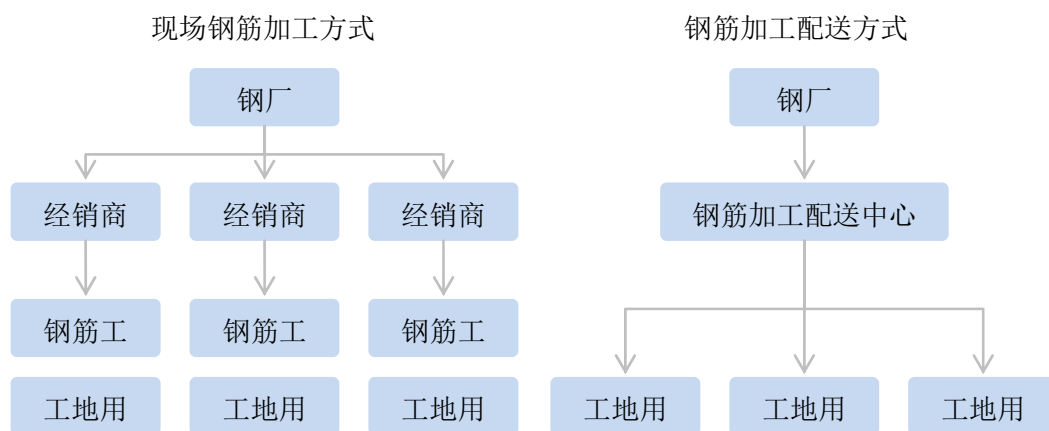 现场钢筋加工方式
钢筋加工配送方式
钢厂
钢厂
经销商
经销商
经销商
钢筋加工配送中心
钢筋工
钢筋工
钢筋工
工地用
工地用
工地用
工地用
工地用
工地用